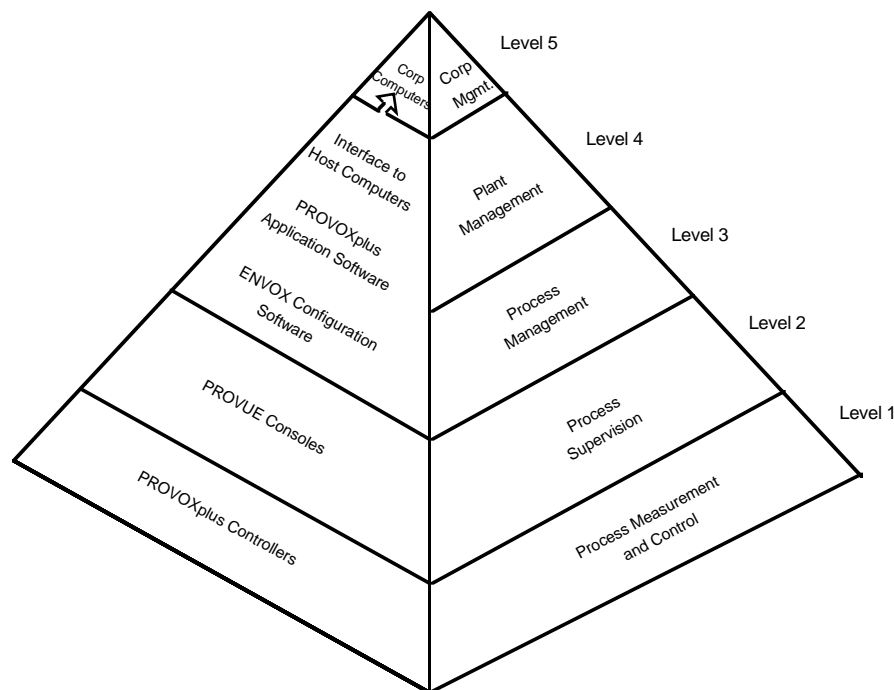 Level 5
Corp
Computers
Corp
Mgmt.
Level 4
Interface to
Host Computers
Plant
Management
PROVOXplus
Application Software
Level 3
ENVOX Configuration
Software
Process
Management
Level 2
PROVUE Consoles
Process
Supervision
Level 1
PROVOXplus Controllers
Process Measurement
and Control